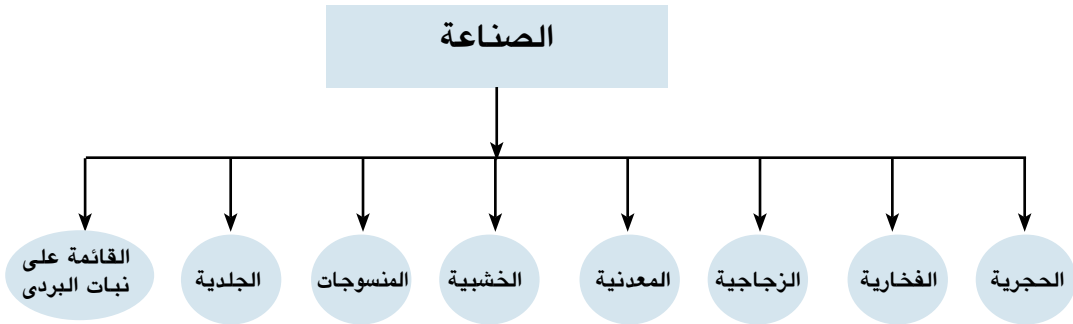 الصناعة
الحجرية
الفخارية
الزجاجية
المعدنية
الخشبية
المنسوجات
الجلدية
القائمة على
نبات البردى